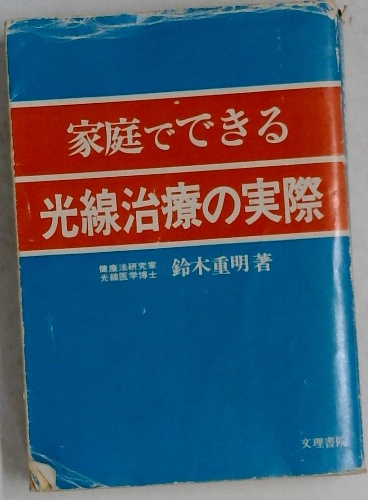 家庭でできる
光線治療の実際
健康法研究家
光線医学博士
鈴木重明著
文理書院